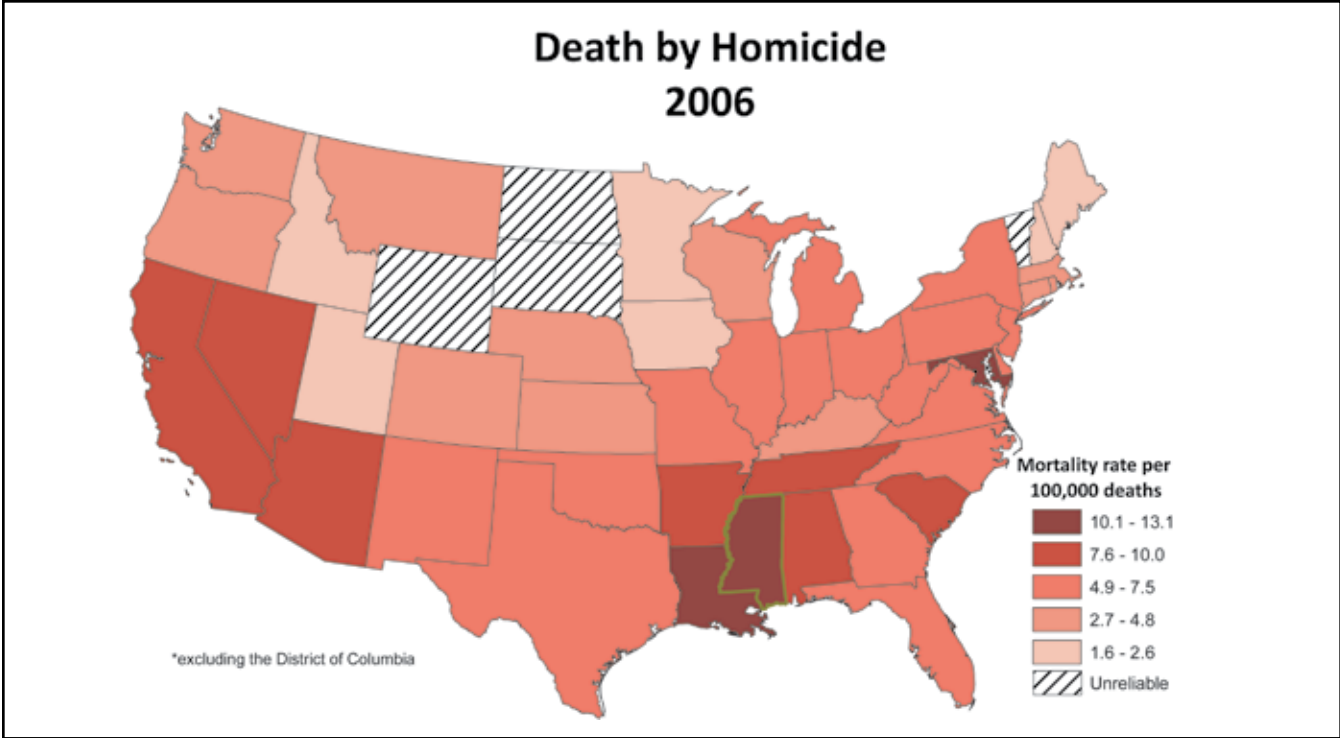 Death by Homicide
2006
Mortality rate per
100,000 deaths
10.1 - 13.1
7.6 - 10.0
4.9 - 7.5
2.7 - 4.8
1.6 - 2.6
Unreliable
*excluding the District of Columbia